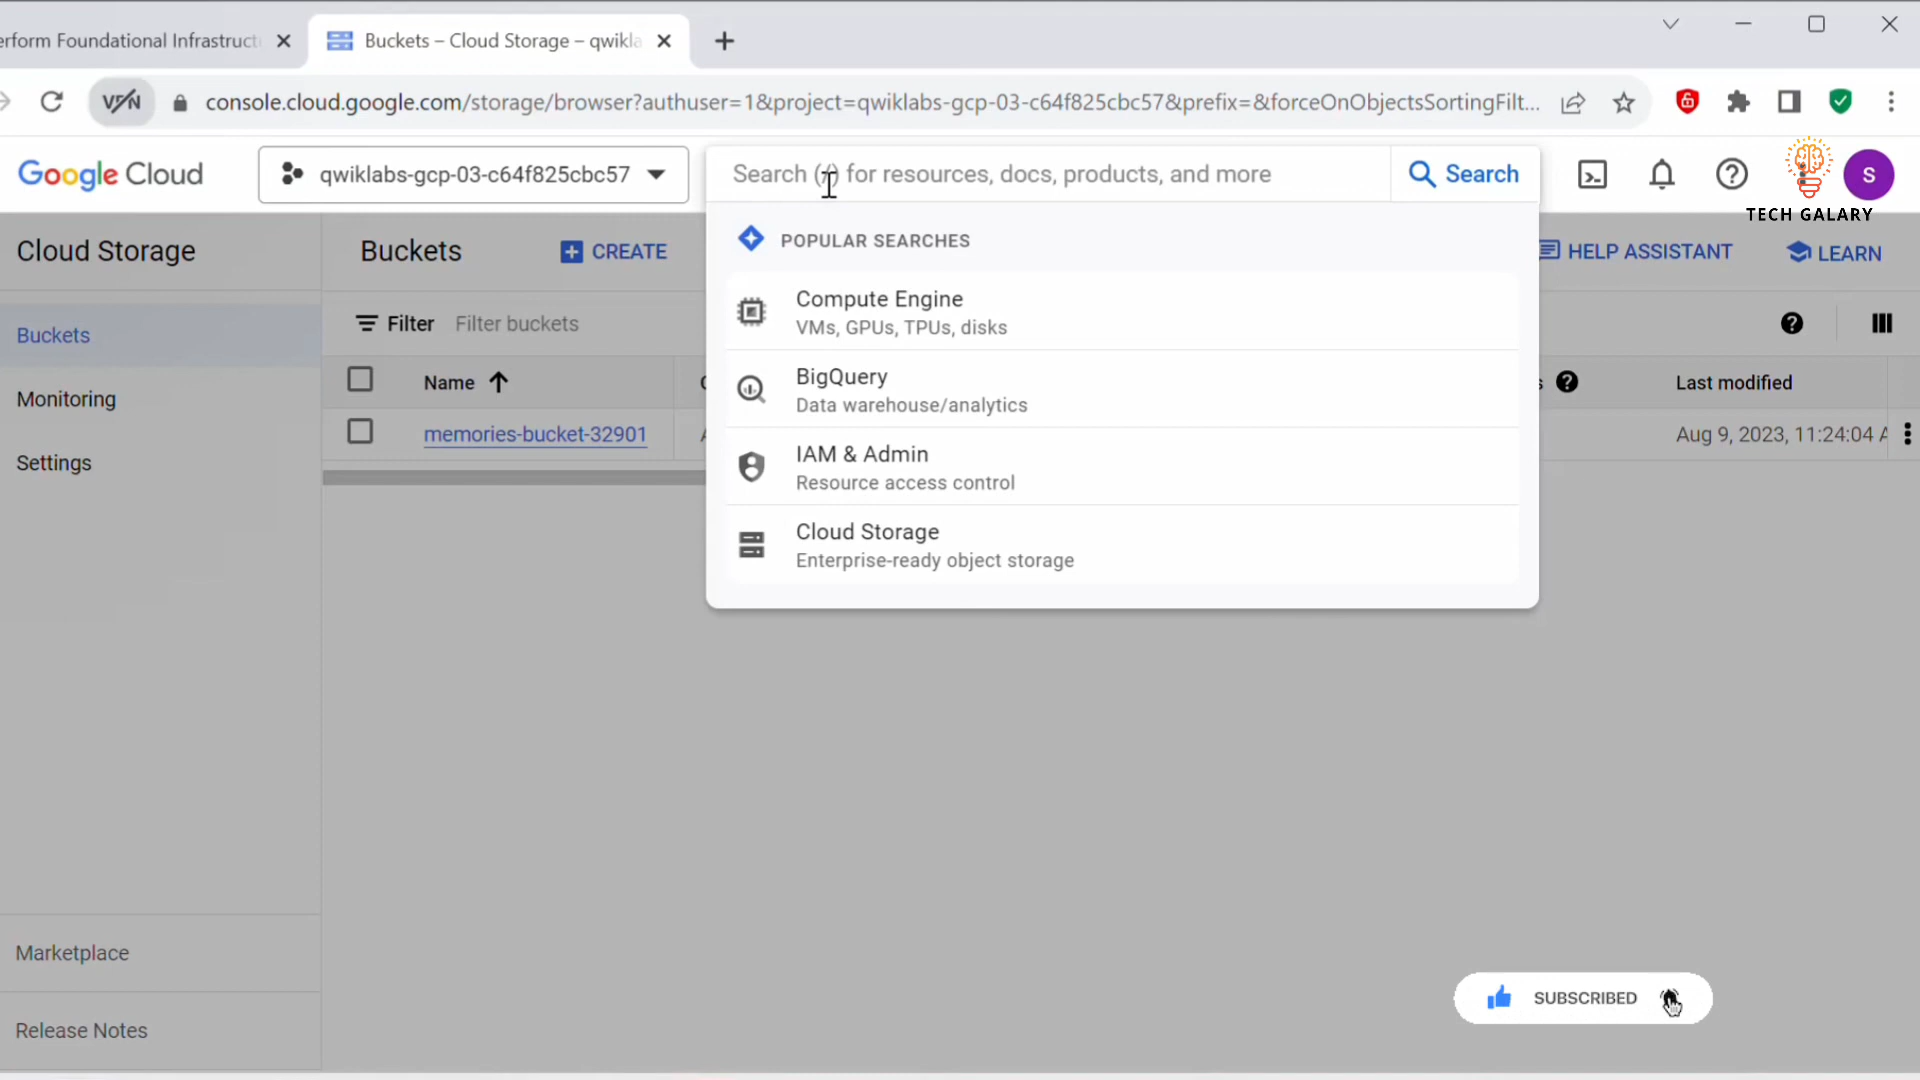 erform Foundational Infrastruct
Buckets – Cloud Storage – qwikla
VPN
console.cloud.google.com/storage/browser?authuser=1&project=qwiklabs-gcp-03-c64f825cbc57&prefix=&forceOnObjectsSortingFilt...
Google Cloud
qwiklabs-gcp-03-c64f825cbc57
Search (/) for resources, docs, products, and more
Search
S
TECH GALARY
Cloud Storage
Buckets
CREATE
POPULAR SEARCHES
HELP ASSISTANT
LEARN
Compute Engine
VMs, GPUs, TPUs, disks
Buckets
Filter
Filter buckets
BigQuery
Data warehouse/analytics
Name
s
Last modified
Monitoring
memories-bucket-32901
Aug 9, 2023, 11:24:04 A
IAM & Admin
Resource access control
Settings
Cloud Storage
Enterprise-ready object storage
Marketplace
SUBSCRIBED
Release Notes